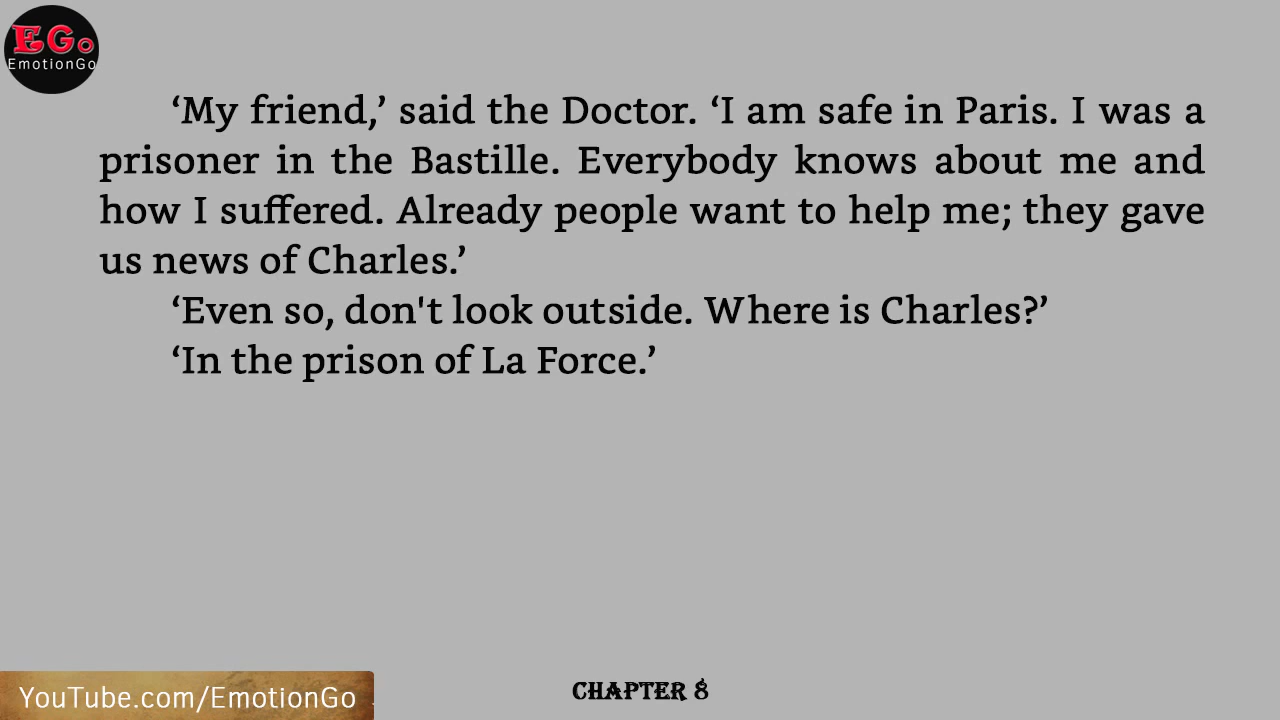 EGo
EmotionGo
‘My friend,’ said the Doctor. ‘I am safe in Paris. I was a
prisoner in the Bastille. Everybody knows about me and
how I suffered. Already people want to help me; they gave
us news of Charles.’
‘Even so, don't look outside. Where is Charles?’
‘In the prison of La Force.’
YouTube.com/EmotionGo
CHAPTER 8